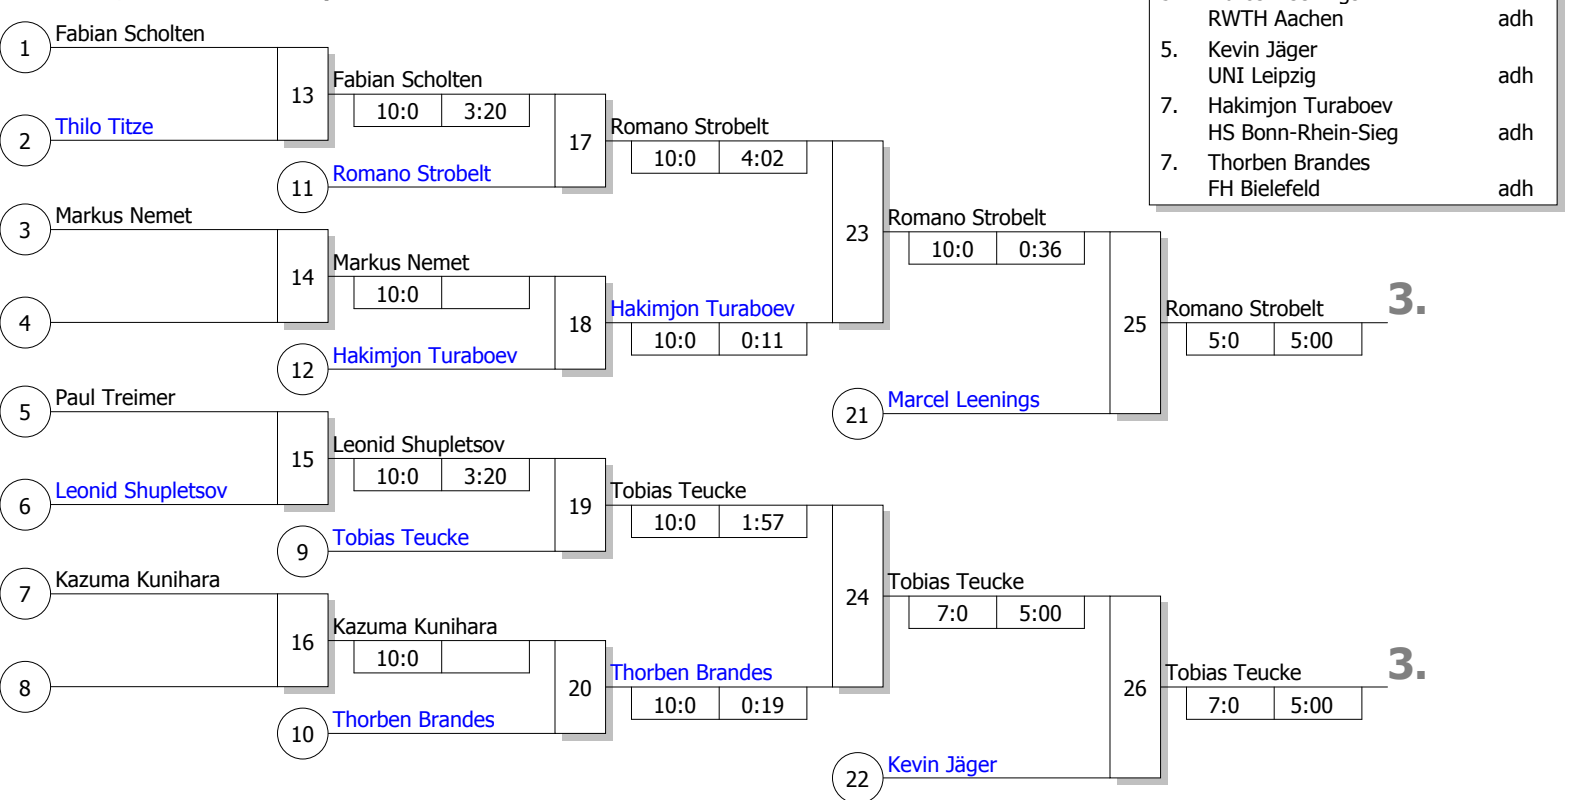 RWTH Aachen adh
5. Kevin Jäger
UNI Leipzig adh
7. Hakimjon Turaboev
HS Bonn-Rhein-Sieg adh
7. Thorben Brandes
FH Bielefeld adh
1 Fabian Scholten
2 Thilo Titze
13 Fabian Scholten
10:0 3:20
11 Romano Strobelt
17 Romano Strobelt
10:0 4:02
3 Markus Nemet
4
14 Markus Nemet
10:0
12 Hakimjon Turaboev
18 Hakimjon Turaboev
10:0 0:11
23 Romano Strobelt
10:0 0:36
21 Marcel Leenings
25 Romano Strobelt 3.
5:0 5:00
5 Paul Treimer
6 Leonid Shupletsov
15 Leonid Shupletsov
10:0 3:20
9 Tobias Teucke
19 Tobias Teucke
10:0 1:57
7 Kazuma Kunihara
8
16 Kazuma Kunihara
10:0
10 Thorben Brandes
20 Thorben Brandes
10:0 0:19
24 Tobias Teucke
7:0 5:00
22 Kevin Jäger
26 Tobias Teucke 3.
7:0 5:00